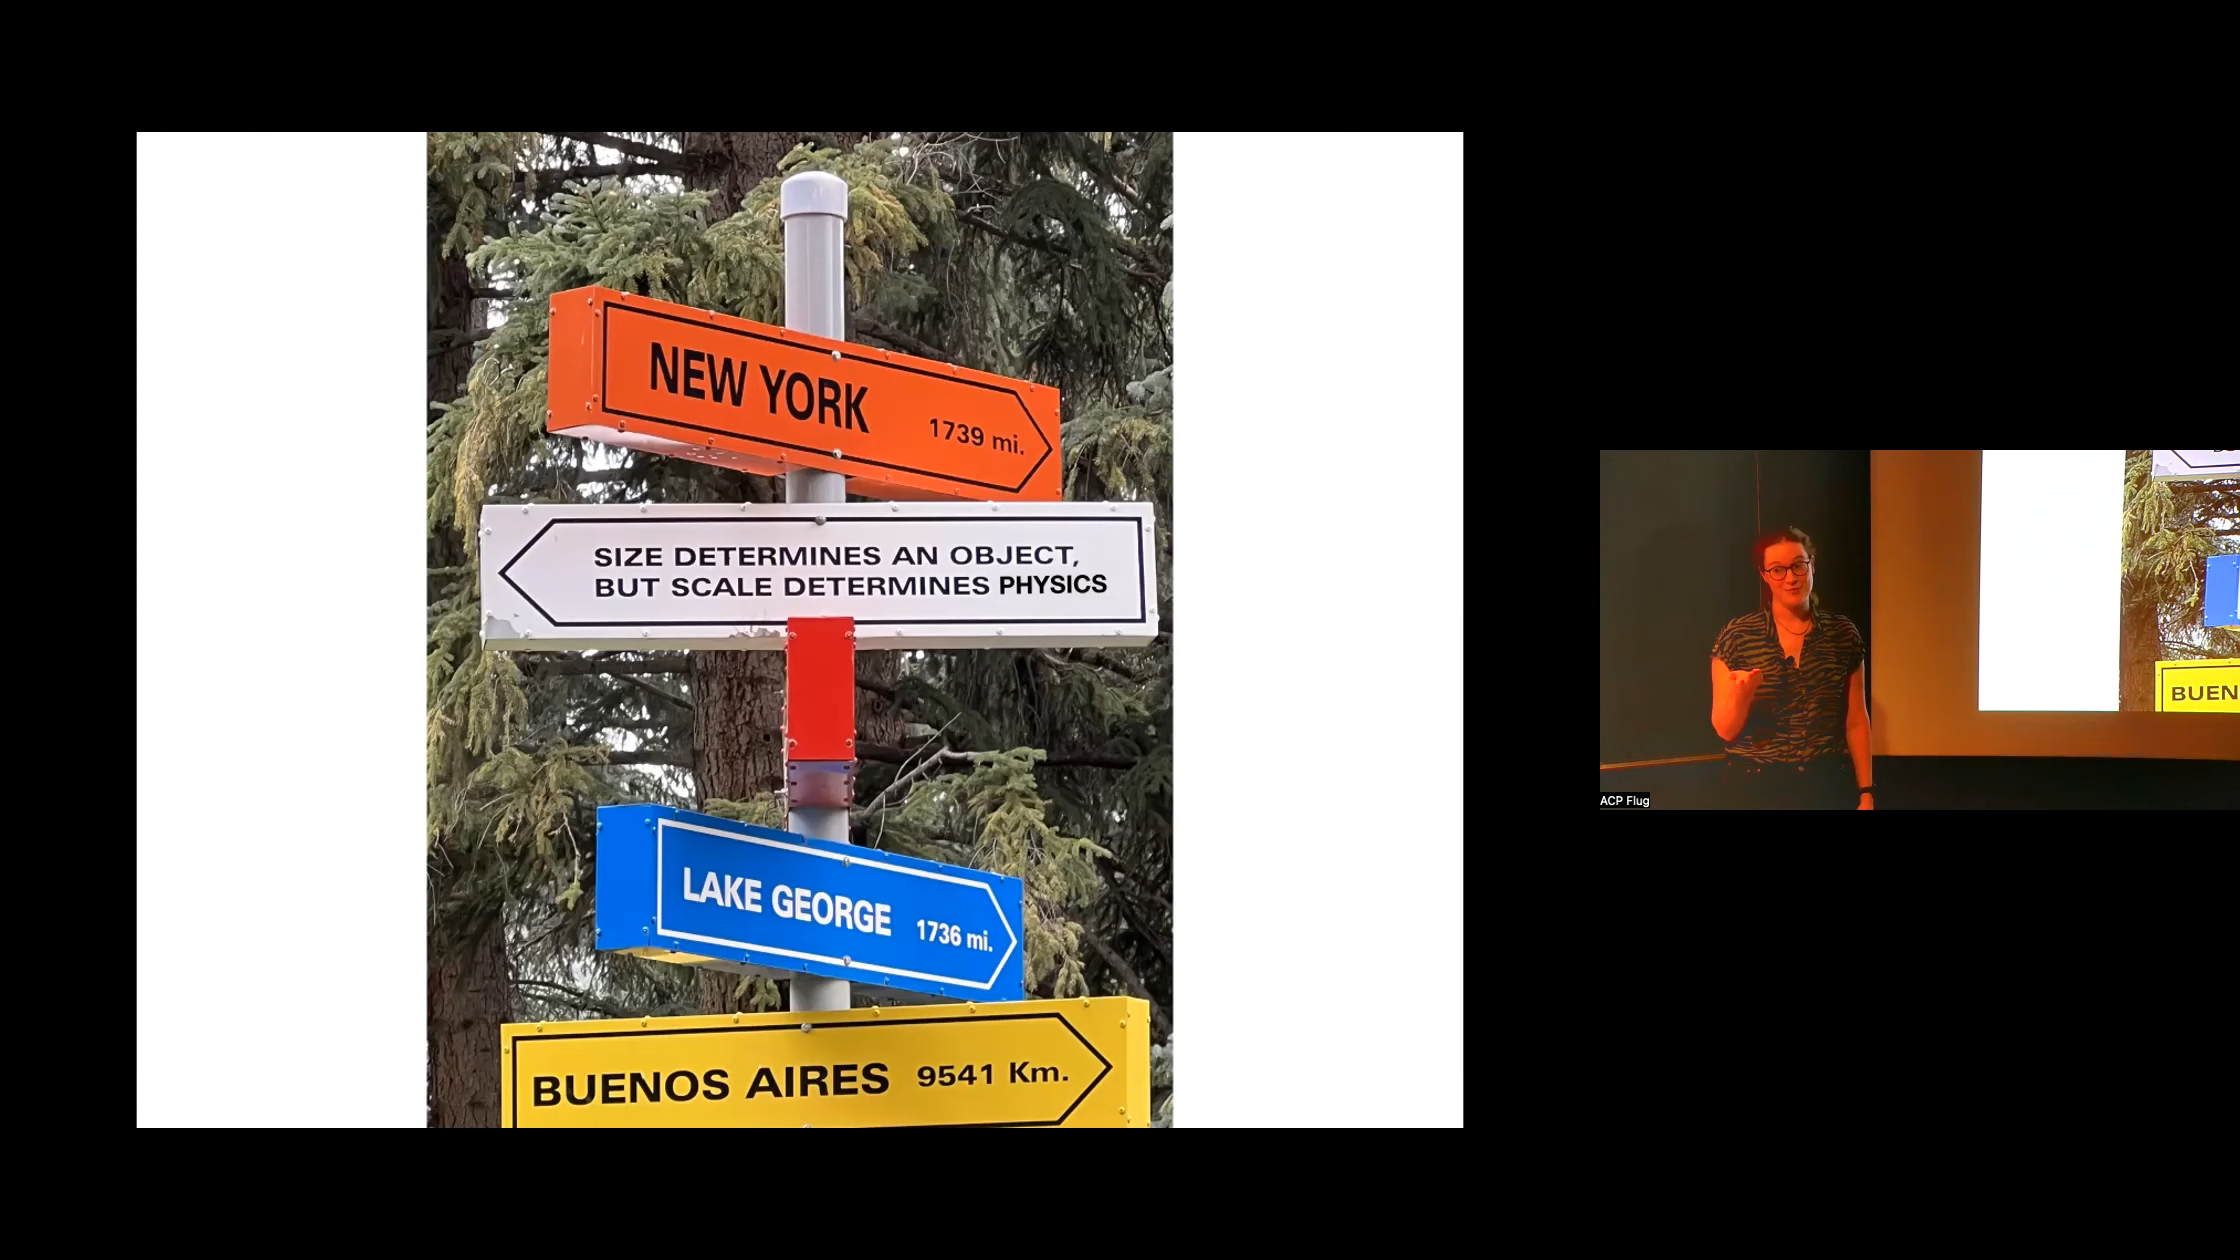 NEW YORK 1739 mi.
SIZE DETERMINES AN OBJECT,
BUT SCALE DETERMINES PHYSICS
LAKE GEORGE 1736 mi.
BUENOS AIRES 9541 Km.
BUEN
ACP Flug